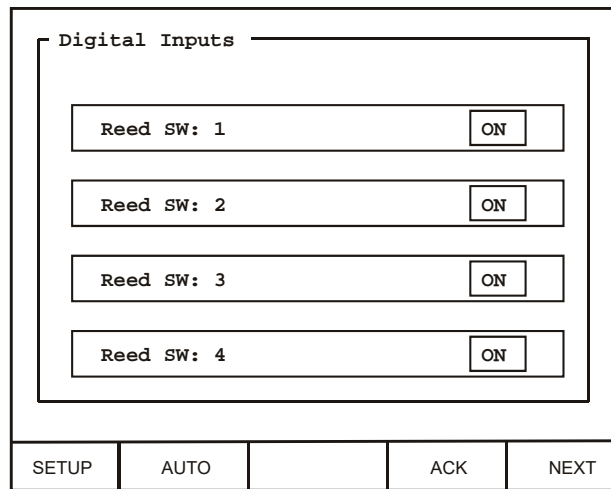 Digital Inputs
Reed SW: 1 ON
Reed SW: 2 ON
Reed SW: 3 ON
Reed SW: 4 ON
SETUP AUTO ACK NEXT